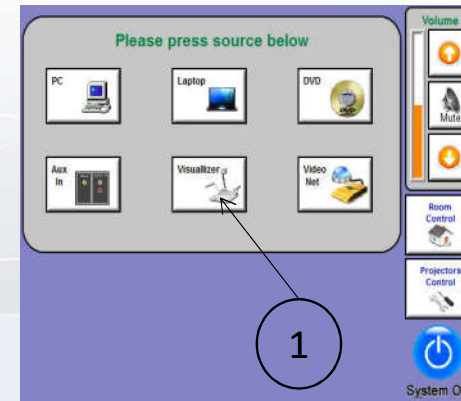 Please press source below
PC
Laptop
DVD
Aux
In
Visuallizer
Video
Net
Volume
Mute
Room
Control
Projectors
Control
System O
1